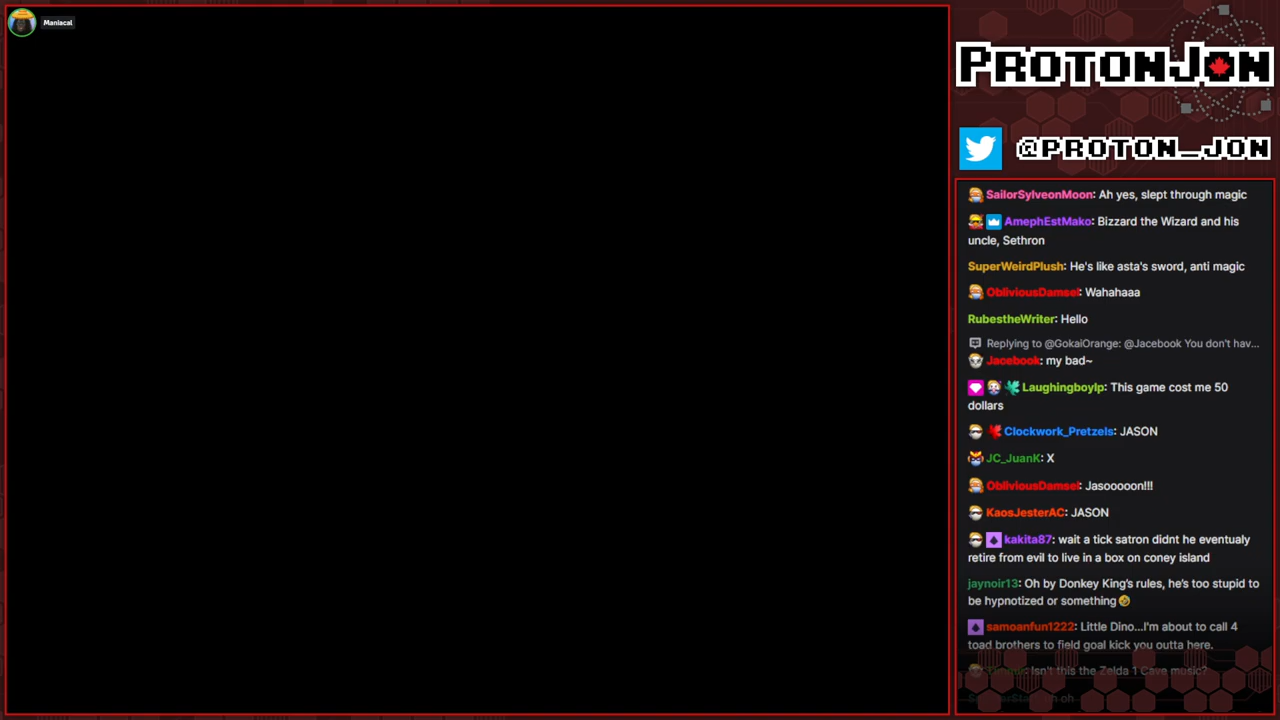 Maniacal
PROTONJON
@PROTON_JON
SailorSylveonMoon: Ah yes, slept through magic
AmephEstMako: Bizzard the Wizard and his
uncle, Sethron
SuperWeirdPlush: He's like asta's sword, anti magic
ObliviousDamsel: Wahahaaa
RubestheWriter: Hello
Replying to @GokaiOrange: @Jacebook You don't hav...
Jacebook: my bad~
Laughingboylp: This game cost me 50
dollars
Clockwork_Pretzels: JASON
JC_JuanK: X
ObliviousDamsel: Jasooooon!!!
KaosJesterAC: JASON
kakita87: wait a tick satron didnt he eventualy
retire from evil to live in a box on coney island
jaynoir13: Oh by Donkey King's rules, he's too stupid to
be hypnotized or something🤣
samoanfun1222: Little Dino...I'm about to call 4
toad brothers to field goal kick you outta here.
Isn't this the Zelda 1 Cave music?
oh